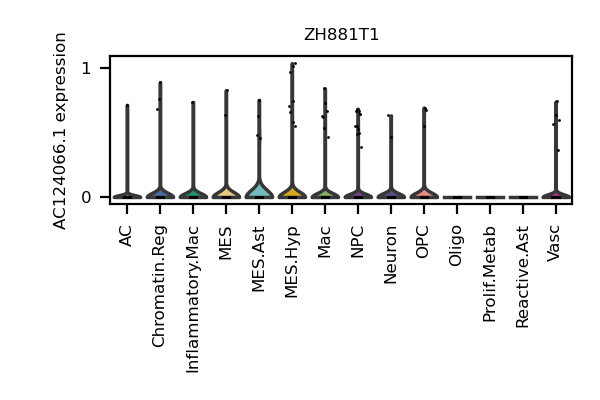 ZH881T1
AC124066.1 expression
1
0
AC
Chromatin.Reg
Inflammatory.Mac
MES
MES.Ast
MES.Hyp
Mac
NPC
Neuron
OPC
Oligo
Prolif.Metab
Reactive.Ast
Vasc